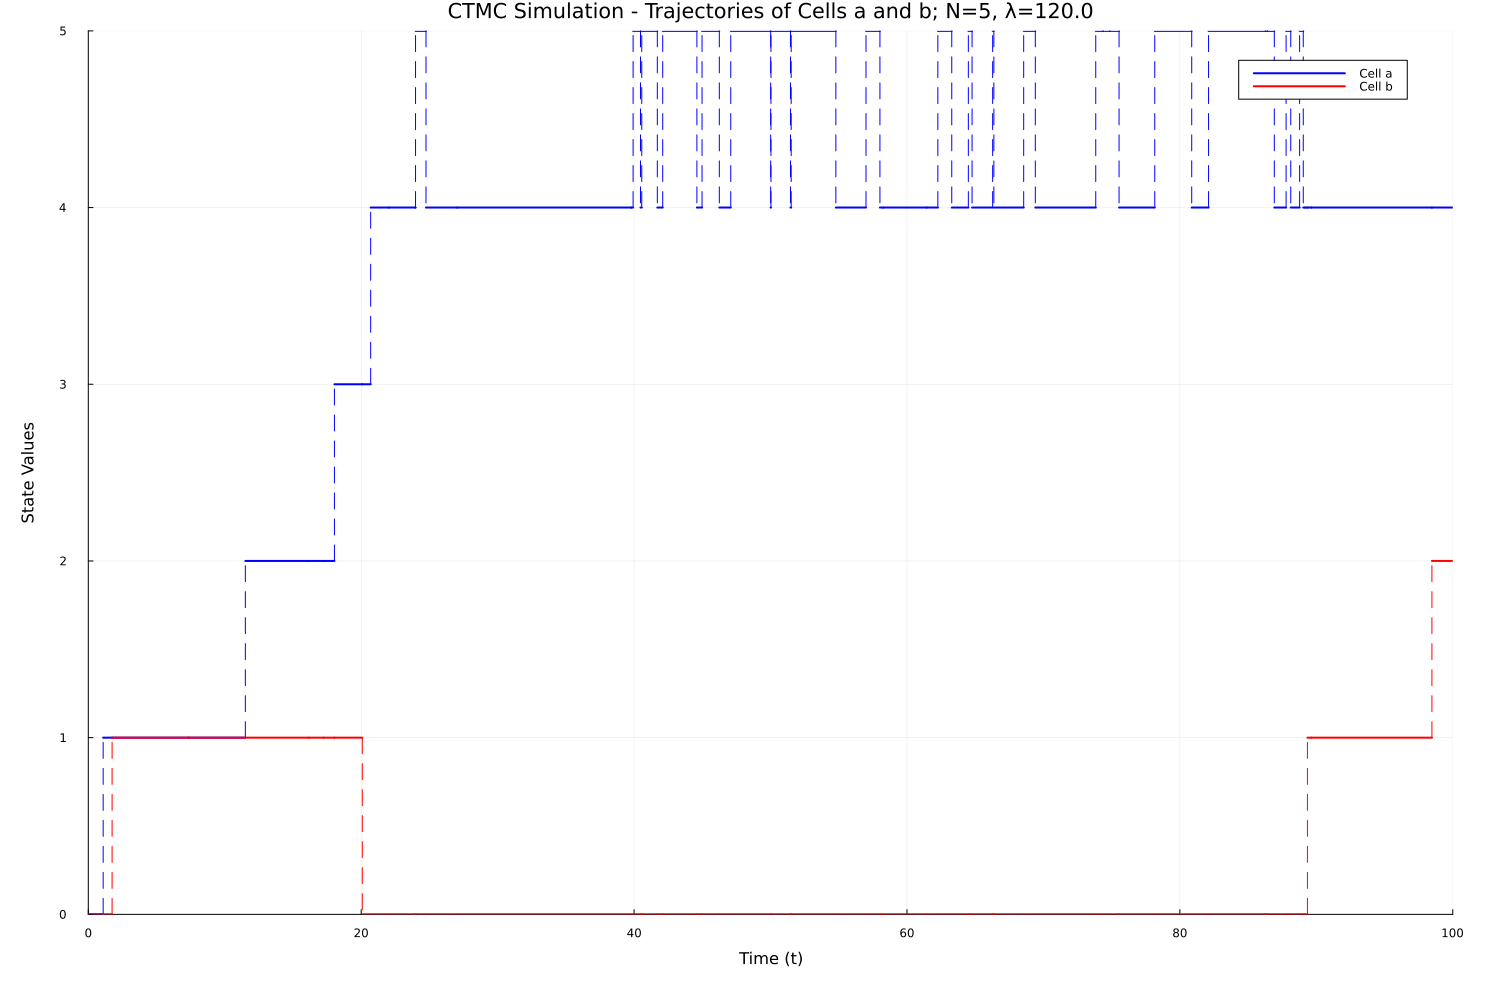 CTMC Simulation - Trajectories of Cells a and b; N=5, λ=120.0
5
4
3
2
1
0
State Values
Cell a
Cell b
0 20 40 60 80 100
Time (t)